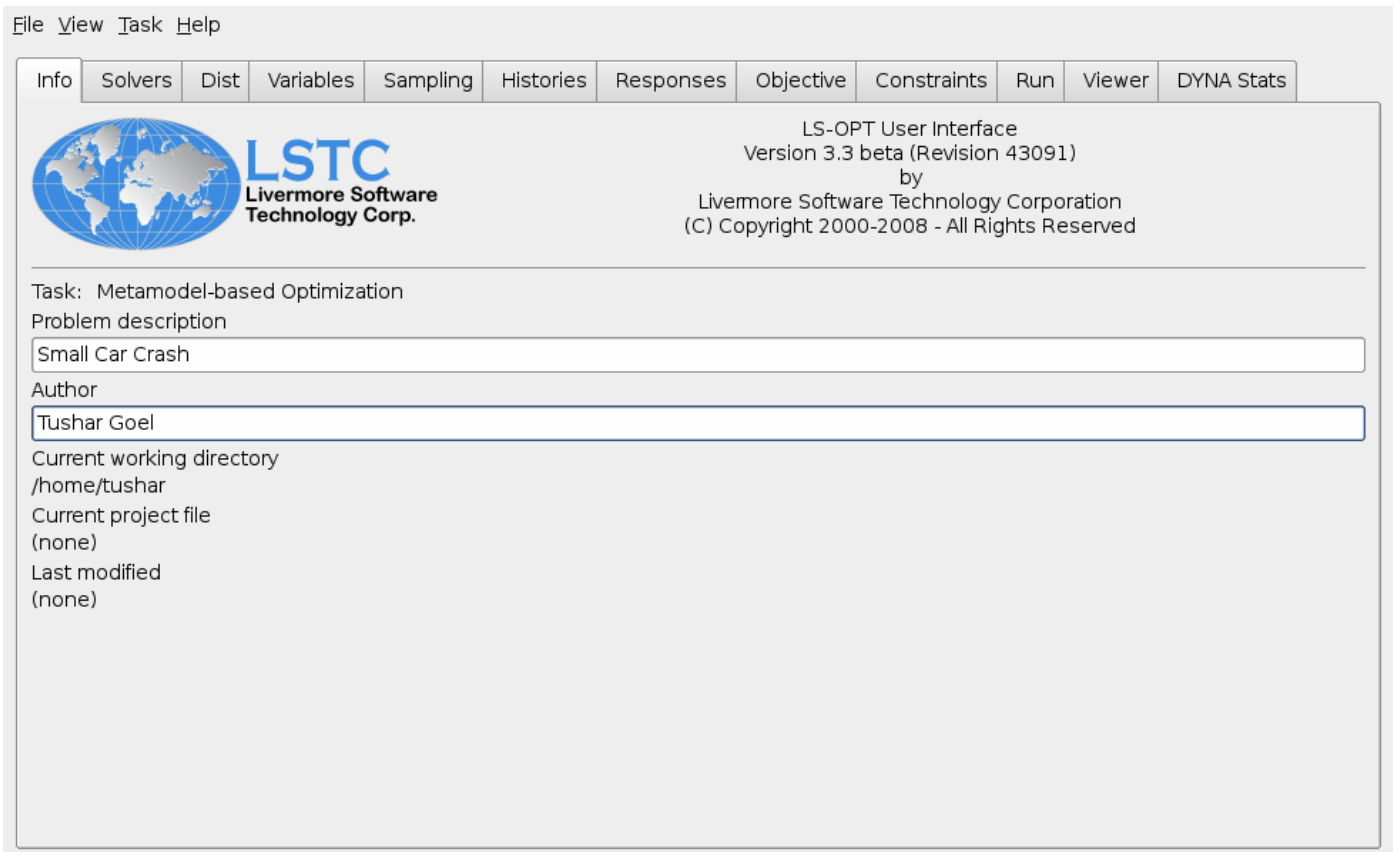 File View Task Help
Info Solvers Dist Variables Sampling Histories Responses Objective Constraints Run Viewer DYNA Stats
LSTC
Livermore Software
Technology Corp.
LS-OPT User Interface
Version 3.3 beta (Revision 43091)
by
Livermore Software Technology Corporation
(C) Copyright 2000-2008 - All Rights Reserved
Task: Metamodel-based Optimization
Problem description
Small Car Crash
Author
Tushar Goel
Current working directory
/home/tushar
Current project file
(none)
Last modified
(none)